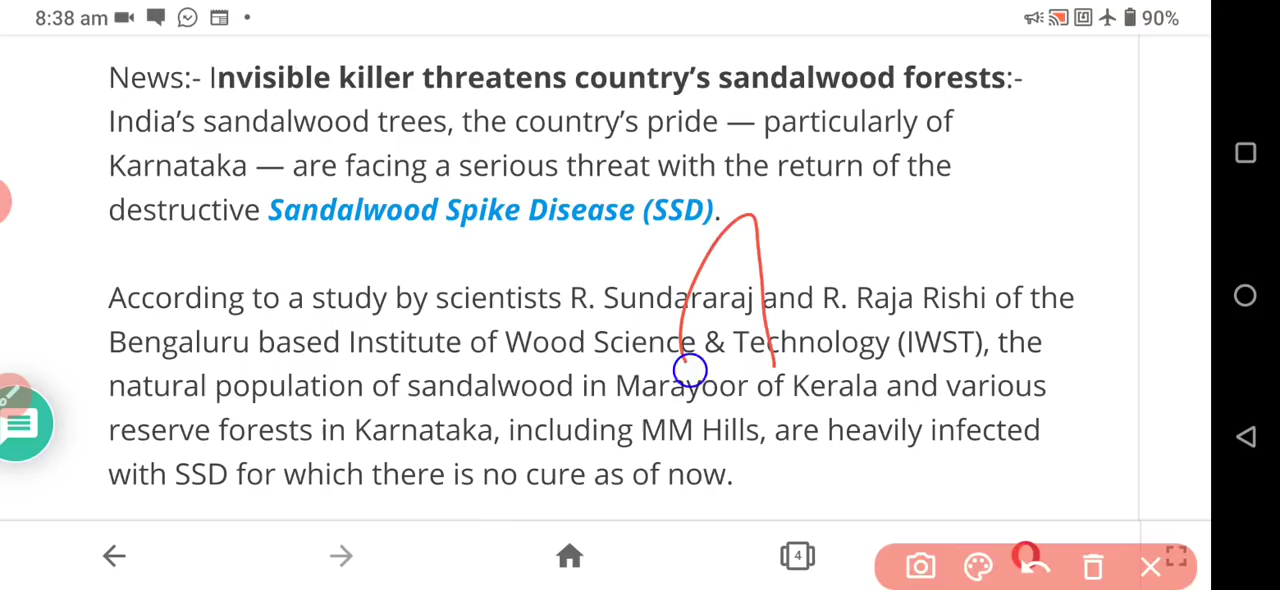 8:38 am
90%
News:- Invisible killer threatens country’s sandalwood forests:-
India’s sandalwood trees, the country’s pride — particularly of
Karnataka — are facing a serious threat with the return of the
destructive Sandalwood Spike Disease (SSD).
According to a study by scientists R. Sundararaj and R. Raja Rishi of the
Bengaluru based Institute of Wood Science & Technology (IWST), the
natural population of sandalwood in Marayoor of Kerala and various
reserve forests in Karnataka, including MM Hills, are heavily infected
with SSD for which there is no cure as of now.
4